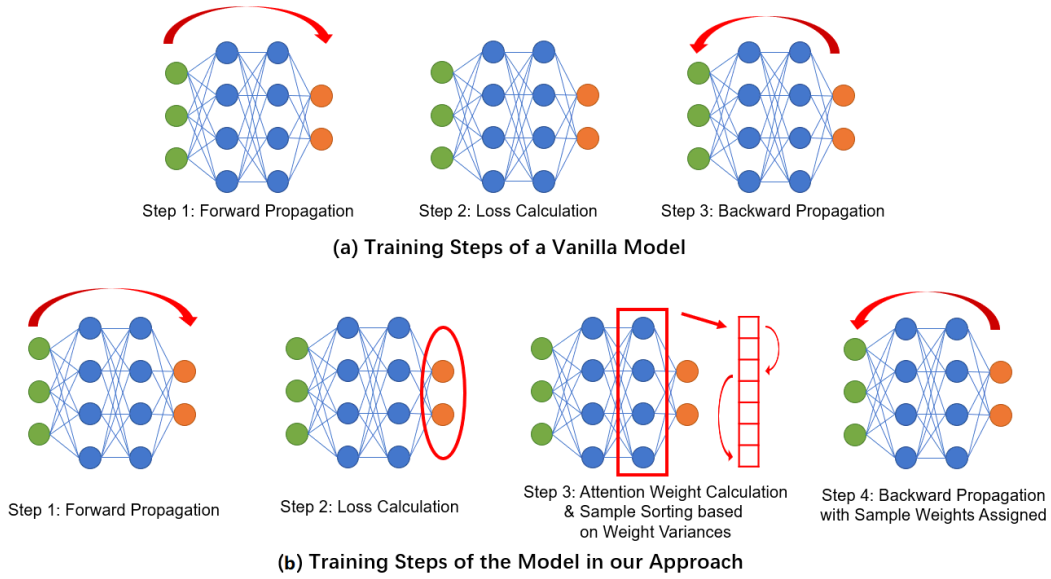 Step 1: Forward Propagation
Step 2: Loss Calculation
Step 3: Backward Propagation
(a) Training Steps of a Vanilla Model
Step 1: Forward Propagation
Step 2: Loss Calculation
Step 3: Attention Weight Calculation
& Sample Sorting based
on Weight Variances
Step 4: Backward Propagation
with Sample Weights Assigned
(b) Training Steps of the Model in our Approach